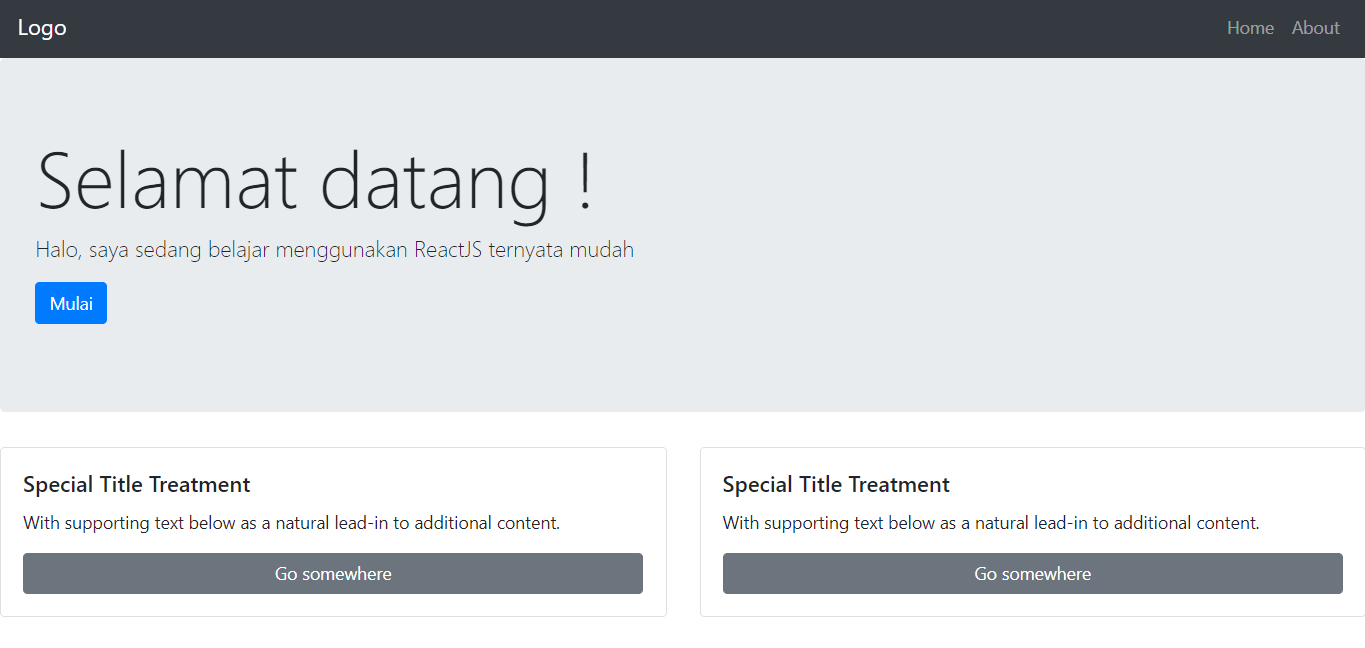 Logo
Home
About
Selamat datang !
Halo, saya sedang belajar menggunakan ReactJS ternyata mudah
Mulai
Special Title Treatment
With supporting text below as a natural lead-in to additional content.
Go somewhere
Special Title Treatment
With supporting text below as a natural lead-in to additional content.
Go somewhere